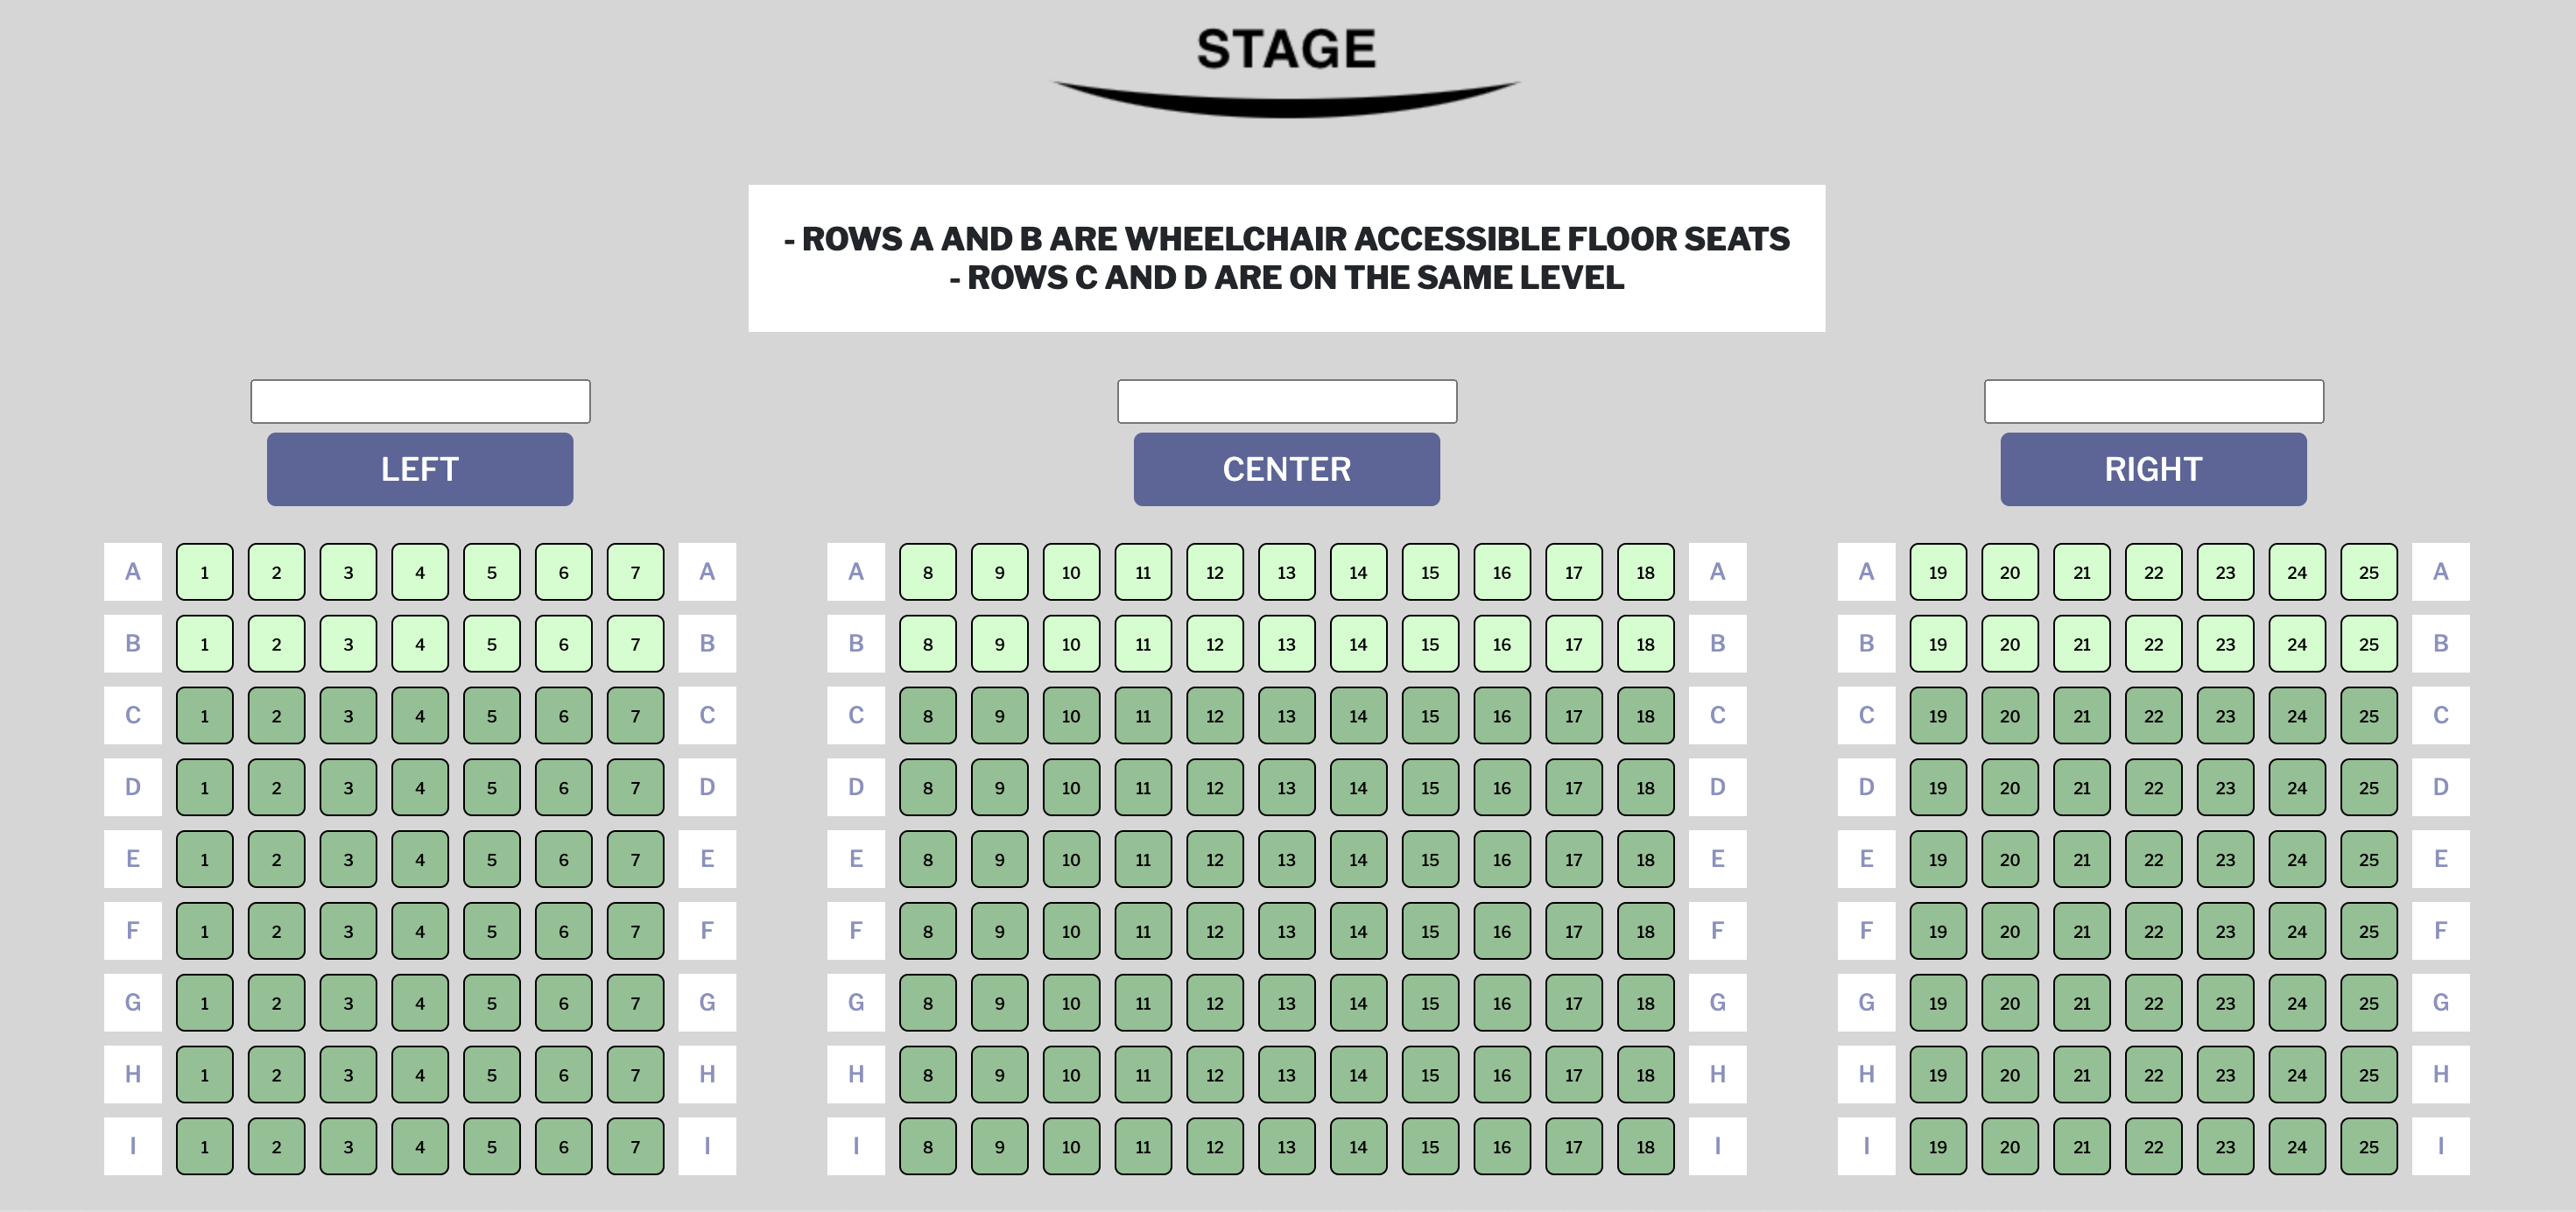 STAGE
- ROWS A AND B ARE WHEELCHAIR ACCESSIBLE FLOOR SEATS
- ROWS C AND D ARE ON THE SAME LEVEL
LEFT CENTER RIGHT
A 1 2 3 4 5 6 7 A A 8 9 10 11 12 13 14 15 16 17 18 A A 19 20 21 22 23 24 25 A
B 1 2 3 4 5 6 7 B B 8 9 10 11 12 13 14 15 16 17 18 B B 19 20 21 22 23 24 25 B
C 1 2 3 4 5 6 7 C C 8 9 10 11 12 13 14 15 16 17 18 C C 19 20 21 22 23 24 25 C
D 1 2 3 4 5 6 7 D D 8 9 10 11 12 13 14 15 16 17 18 D D 19 20 21 22 23 24 25 D
E 1 2 3 4 5 6 7 E E 8 9 10 11 12 13 14 15 16 17 18 E E 19 20 21 22 23 24 25 E
F 1 2 3 4 5 6 7 F F 8 9 10 11 12 13 14 15 16 17 18 F F 19 20 21 22 23 24 25 F
G 1 2 3 4 5 6 7 G G 8 9 10 11 12 13 14 15 16 17 18 G G 19 20 21 22 23 24 25 G
H 1 2 3 4 5 6 7 H H 8 9 10 11 12 13 14 15 16 17 18 H H 19 20 21 22 23 24 25 H
I 1 2 3 4 5 6 7 I I 8 9 10 11 12 13 14 15 16 17 18 I I 19 20 21 22 23 24 25 I